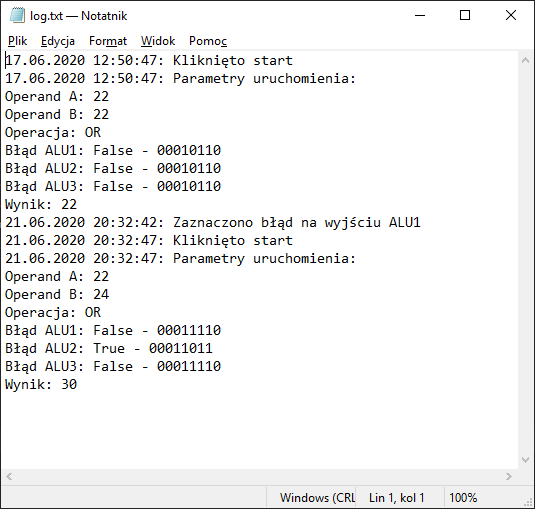 log.txt — Notatnik
Plik Edycja Format Widok Pomoc
17.06.2020 12:50:47: Kliknięto start
17.06.2020 12:50:47: Parametry uruchomienia:
Operand A: 22
Operand B: 22
Operacja: OR
Błąd ALU1: False - 00010110
Błąd ALU2: False - 00010110
Błąd ALU3: False - 00010110
Wynik: 22
21.06.2020 20:32:42: Zaznaczono błąd na wyjściu ALU1
21.06.2020 20:32:47: Kliknięto start
21.06.2020 20:32:47: Parametry uruchomienia:
Operand A: 22
Operand B: 24
Operacja: OR
Błąd ALU1: False - 00011110
Błąd ALU2: True - 00011011
Błąd ALU3: False - 00011110
Wynik: 30
Windows (CRL Lin 1, kol 1 100%